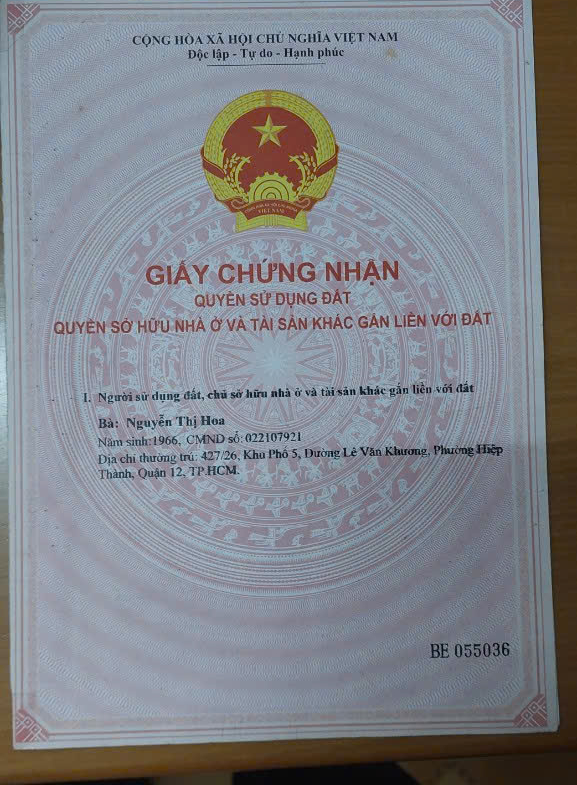 CỘNG HÒA XÃ HỘI CHỦ NGHĨA VIỆT NAM
Độc lập - Tự do - Hạnh phúc
VIỆT NAM
GIẤY CHỨNG NHẬN
QUYỀN SỬ DỤNG ĐẤT
QUYỀN SỞ HỮU NHÀ Ở VÀ TÀI SẢN KHÁC GẮN LIỀN VỚI ĐẤT
I. Người sử dụng đất, chủ sở hữu nhà ở và tài sản khác gắn liền với đất
Bà: Nguyễn Thị Hoa
Năm sinh:1966, CMND số: 022107921
Địa chỉ thường trú: 427/26, Khu Phố 5, Đường Lê Văn Khương, Phường Hiệp
Thành, Quận 12, TP.HCM.
BE 055036